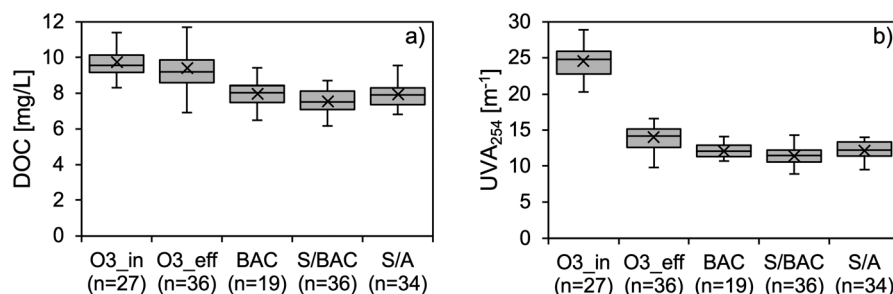 a)
DOC [mg/L]
12
10
8
6
4
2
0
O3_in
(n=27)
O3_eff
(n=36)
BAC
(n=19)
S/BAC
(n=36)
S/A
(n=34)
b)
UVA254 [m-1]
30
25
20
15
10
5
0
O3_in
(n=27)
O3_eff
(n=36)
BAC
(n=19)
S/BAC
(n=36)
S/A
(n=34)